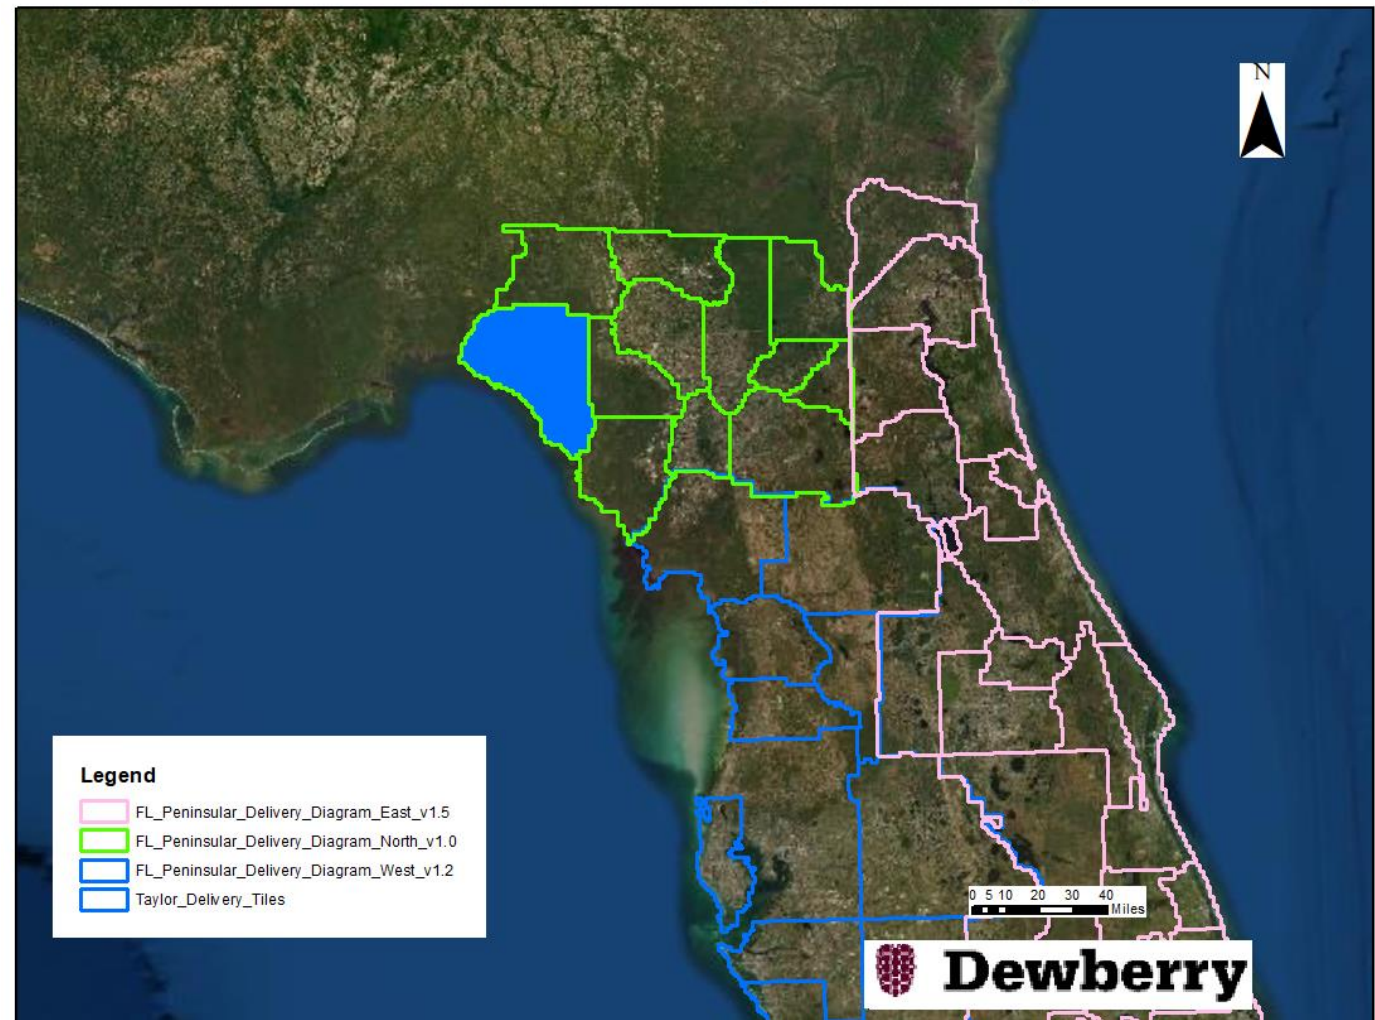 N
Legend
FL_Peninsular_Delivery_Diagram_East_v1.5
FL_Peninsular_Delivery_Diagram_North_v1.0
FL_Peninsular_Delivery_Diagram_West_v1.2
Taylor_Delivery_Tiles
0 5 10 20 30 40
Miles
Dewberry